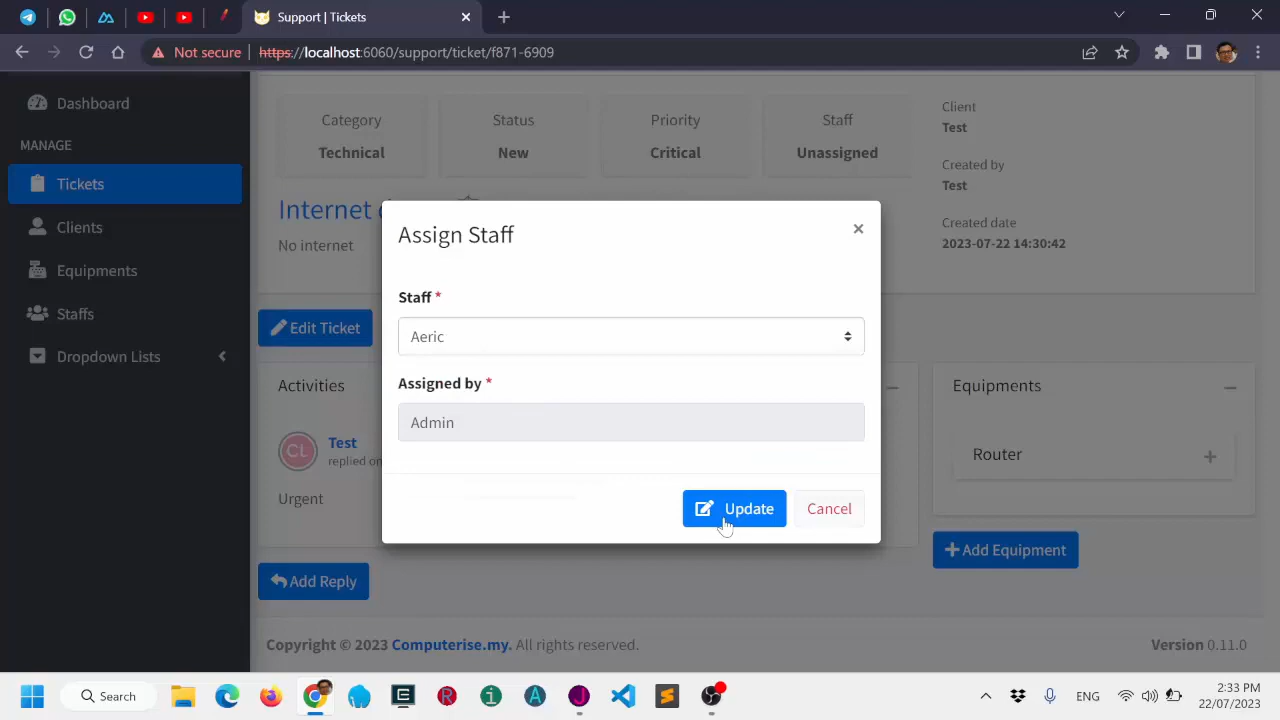 Support | Tickets
Not secure
https://localhost:6060/support/ticket/f871-6909
Dashboard
MANAGE
Tickets
Clients
Equipments
Staffs
Dropdown Lists
Category
Technical
Status
New
Priority
Critical
Staff
Unassigned
Client
Test
Created by
Test
Created date
2023-07-22 14:30:42
Internet
No internet
Edit Ticket
Assign Staff
×
Staff *
Aeric
Assigned by *
Admin
Update
Cancel
Activities
CL
Test
replied on
Urgent
Add Reply
Equipments
Router
Add Equipment
Copyright © 2023 Computerise.my. All rights reserved.
Version 0.11.0
Search
ENG
2:33 PM
22/07/2023